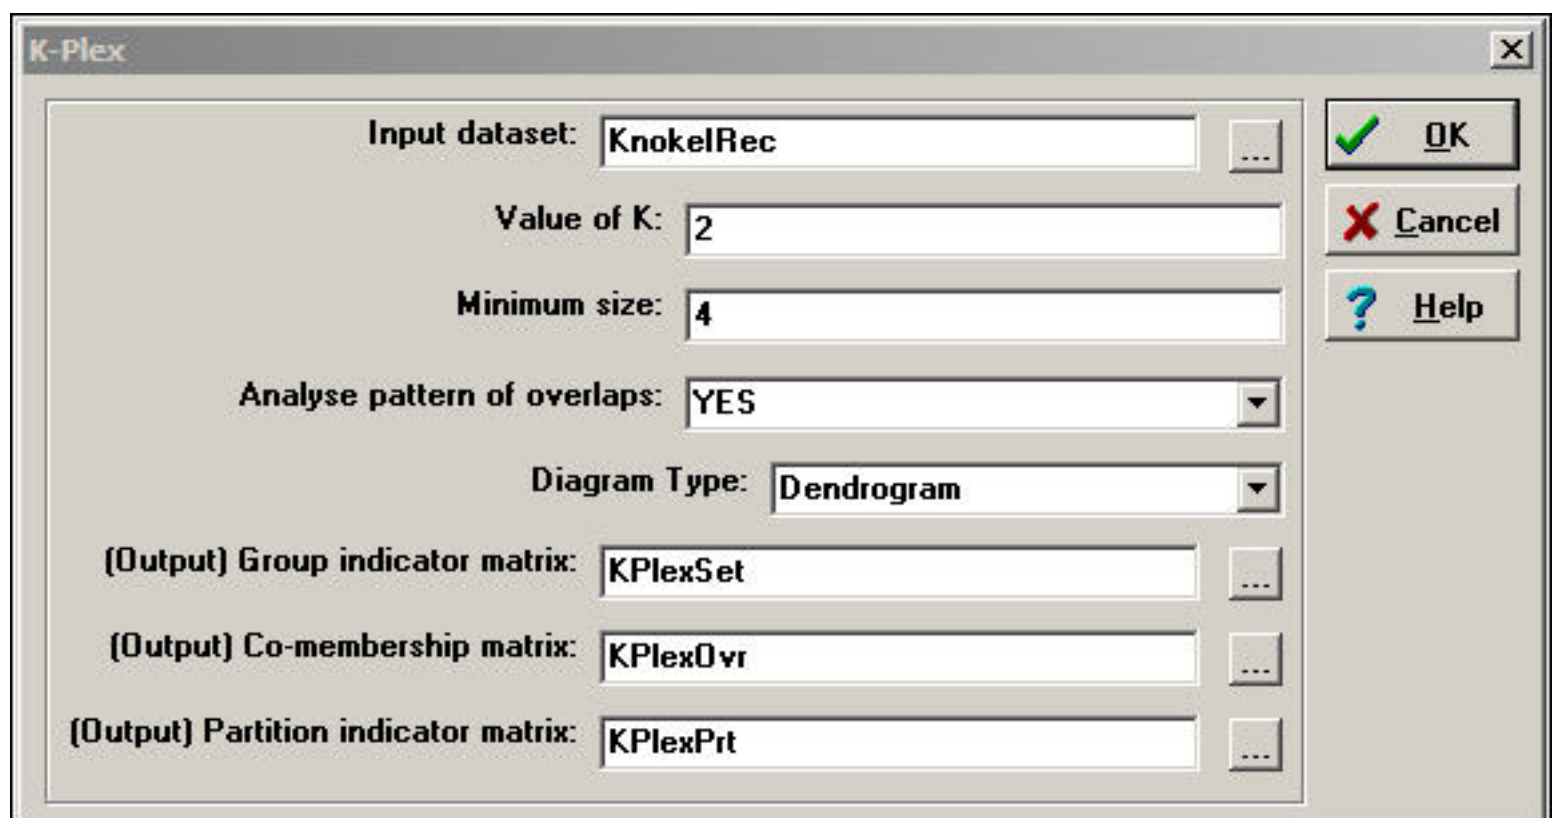 K-Plex
Input dataset: KnokelRec ...
OK
Value of K: 2
Cancel
Minimum size: 4
Help
Analyse pattern of overlaps: YES
Diagram Type: Dendrogram
(Output) Group indicator matrix: KPlexSet ...
(Output) Co-membership matrix: KPlexOvr ...
(Output) Partition indicator matrix: KPlexPrt ...